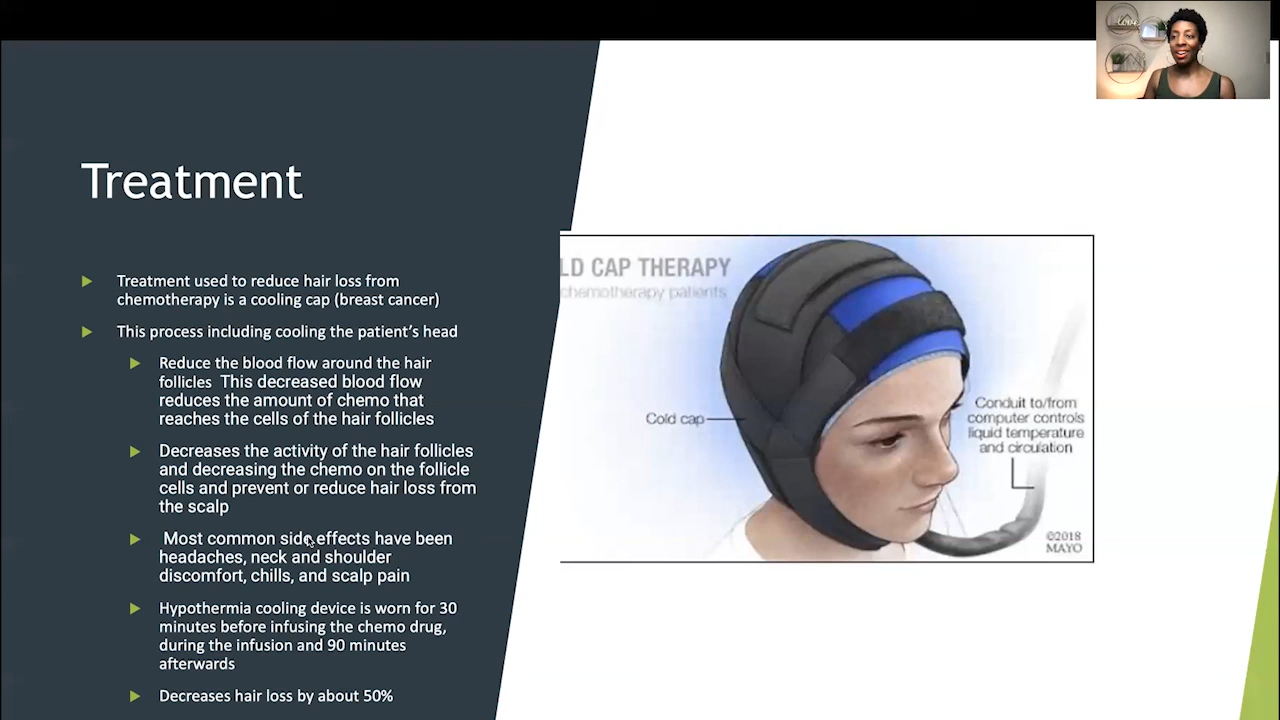 Treatment
Treatment used to reduce hair loss from
chemotherapy is a cooling cap (breast cancer)
This process including cooling the patient's head
Reduce the blood flow around the hair
follicles This decreased blood flow
reduces the amount of chemo that
reaches the cells of the hair follicles
Decreases the activity of the hair follicles
and decreasing the chemo on the follicle
cells and prevent or reduce hair loss from
the scalp
Most common side effects have been
headaches, neck and shoulder
discomfort, chills, and scalp pain
Hypothermia cooling device is worn for 30
minutes before infusing the chemo drug,
during the infusion and 90 minutes
afterwards
Decreases hair loss by about 50%
LD CAP THERAPY
chemotherapy patients
Cold cap
Conduit to/from
computer controls
liquid temperature
and circulation
©2018
MAYO